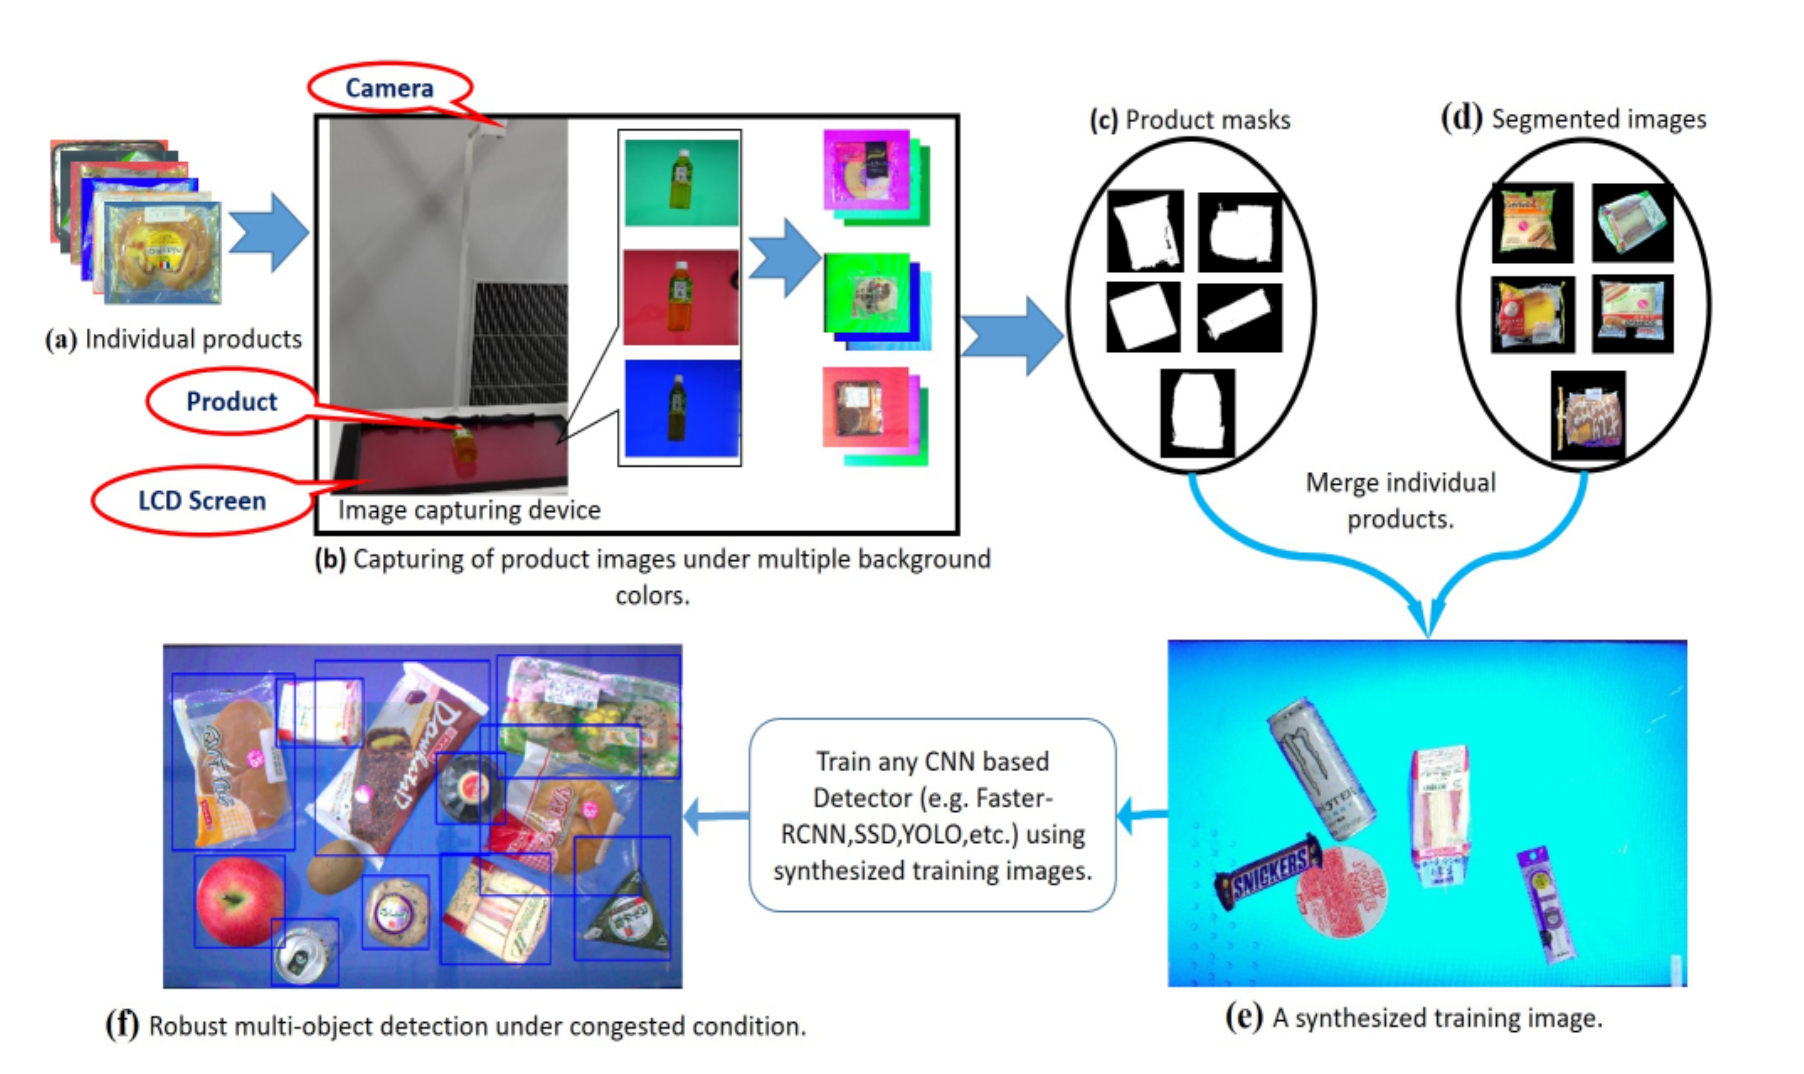 Camera
(c) Product masks
(d) Segmented images
(a) Individual products
Product
LCD Screen
Image capturing device
(b) Capturing of product images under multiple background
colors.
Merge individual
products.
Train any CNN based
Detector (e.g. Faster-
RCNN,SSD,YOLO,etc.) using
synthesized training images.
SNICKERS
(f) Robust multi-object detection under congested condition.
(e) A synthesized training image.